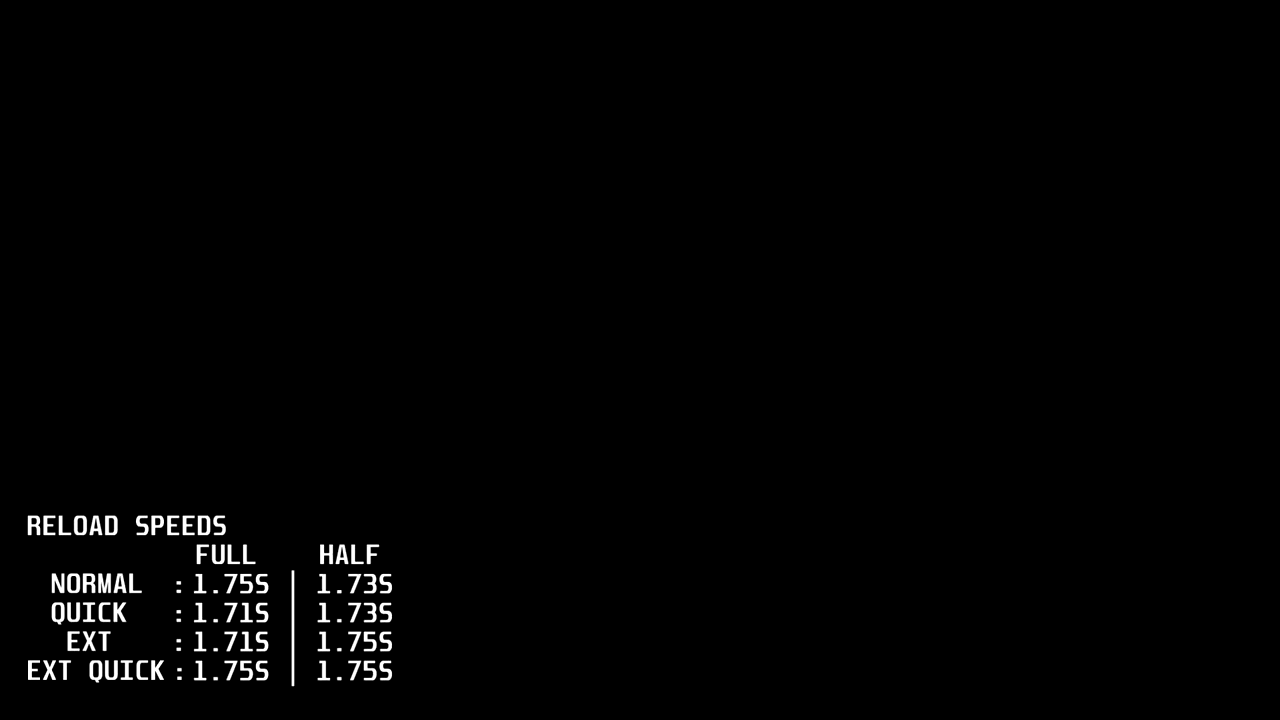 RELOAD SPEEDS
FULL HALF
NORMAL : 1.75S | 1.73S
QUICK : 1.71S | 1.73S
EXT : 1.71S | 1.75S
EXT QUICK : 1.75S | 1.75S